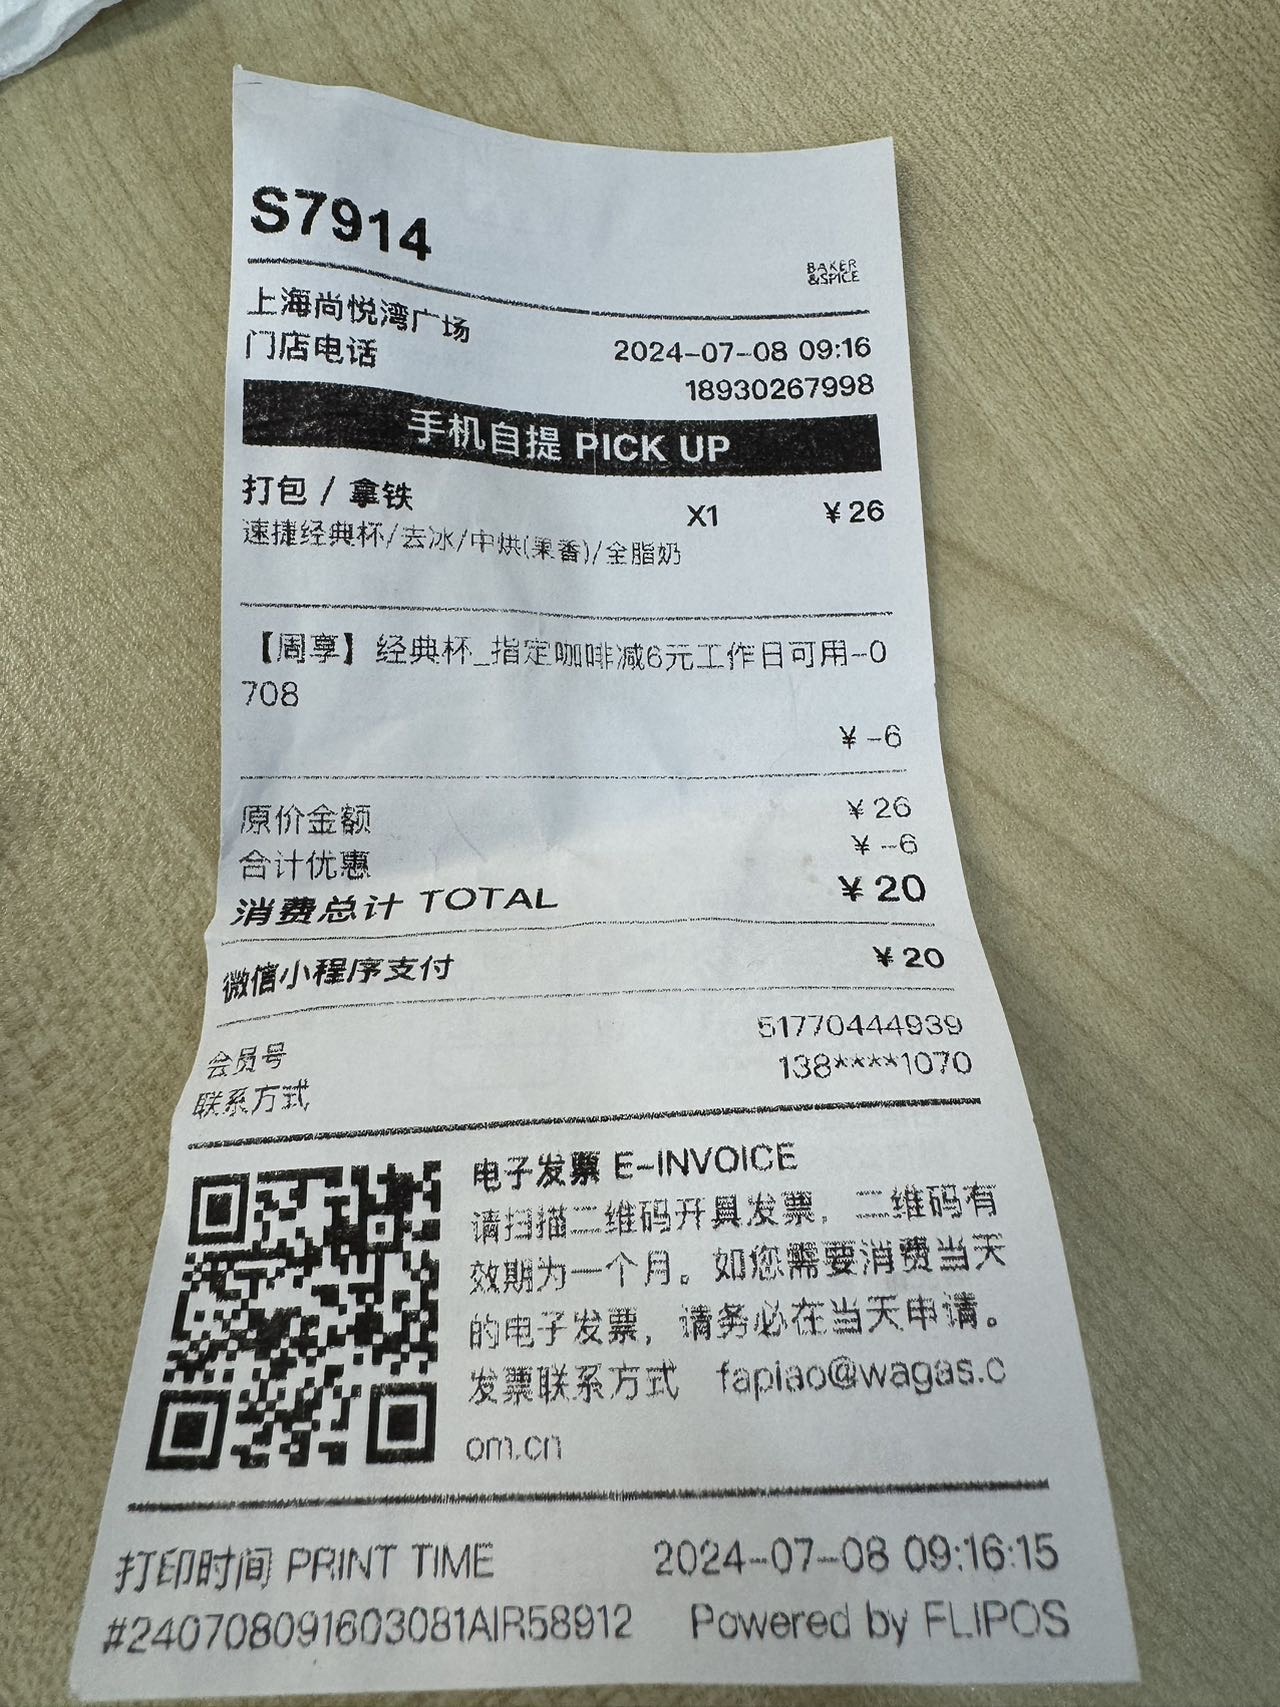 S7914
BAKER
&SPICE
上海尚悦湾广场
2024-07-08 09:16
门店电话
18930267998
手机自提 PICK UP
打包 / 拿铁 X1 ¥26
速捷经典杯/去冰/中烘(果香)/全脂奶
【周享】经典杯_指定咖啡减6元工作日可用-0
708
¥-6
原价金额 ¥26
合计优惠 ¥-6
消费总计 TOTAL ¥20
微信小程序支付 ¥20
会员号 51770444939
联系方式 138****1070
电子发票 E-INVOICE
请扫描二维码开具发票，二维码有
效期为一个月。如您需要消费当天
的电子发票，请务必在当天申请。
发票联系方式 fapiao@wagas.c
om.cn
打印时间 PRINT TIME 2024-07-08 09:16:15
#240708091603081AIR58912 Powered by FLIPOS